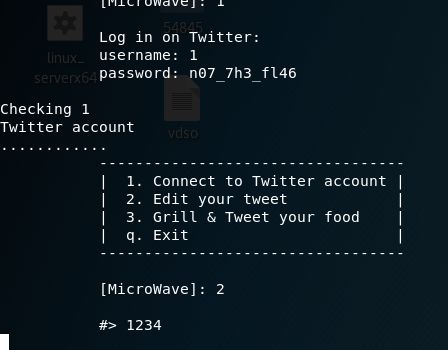 [MicroWave]: 1
54845
Log in on Twitter:
linux_
serverx64
username: 1
password: n07_7h3_fl46
Checking 1
Twitter account
vdso
............
----------------------------------
| 1. Connect to Twitter account |
| 2. Edit your tweet |
| 3. Grill & Tweet your food |
| q. Exit |
----------------------------------
[MicroWave]: 2
#> 1234